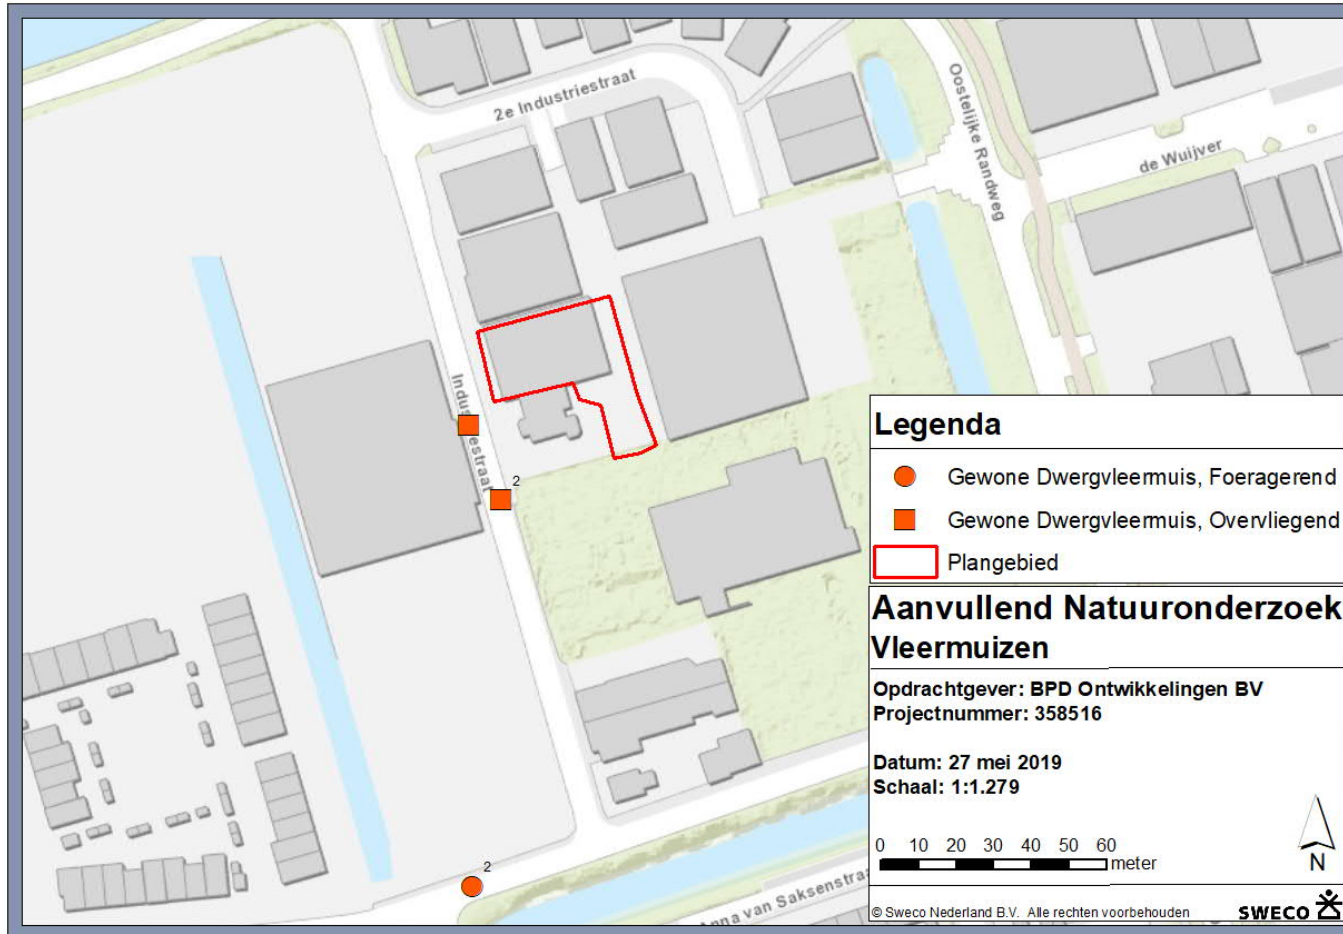 2e Industriestraat
Oostelijke Randweg
de Wuijver
Industriestraat
2
2
Anna van Saksenstra
Legenda
Gewone Dwergvleermuis, Foeragerend
Gewone Dwergvleermuis, Overvliegend
Plangebied
Aanvullend Natuuronderzoek
Vleermuizen
Opdrachtgever: BPD Ontwikkelingen BV
Projectnummer: 358516
Datum: 27 mei 2019
Schaal: 1:1.279
0 10 20 30 40 50 60
meter
N
© Sweco Nederland B.V. Alle rechten voorbehouden
SWECO